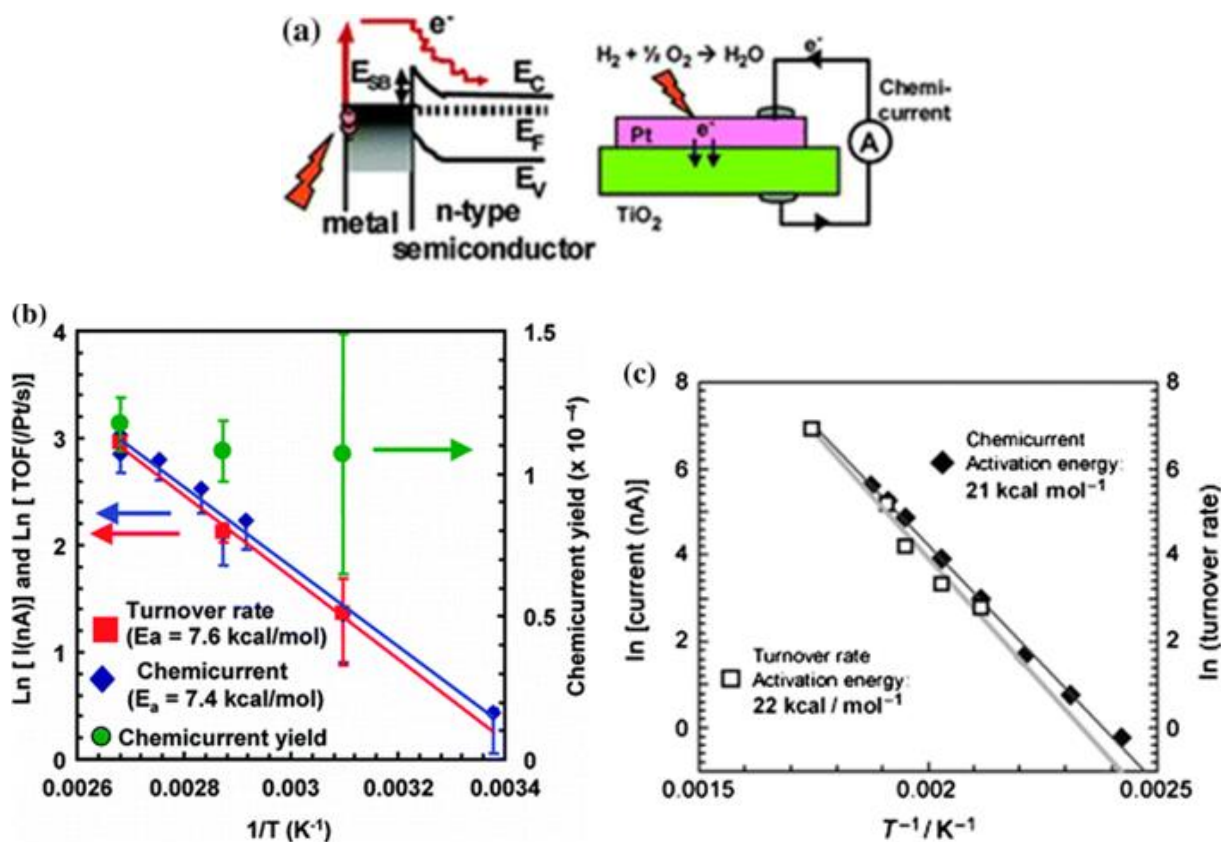 (a)
e⁻
E_SB
E_C
E_F
E_V
metal
n-type
semiconductor
H₂ + ½ O₂ → H₂O
e⁻
Chemi-
current
Pt
e⁻
A
TiO₂
(b)
Ln [ I(nA)] and Ln [ TOF(/Pt/s)]
4
3
2
1
0
Turnover rate
(Ea = 7.6 kcal/mol)
Chemicurrent
(E_a = 7.4 kcal/mol)
Chemicurrent yield
1.5
1
0.5
0
Chemicurrent yield (x 10⁻⁴)
0.0026 0.0028 0.003 0.0032 0.0034
1/T (K⁻¹)
(c)
ln [current (nA)]
8
6
4
2
0
Chemicurrent
Activation energy:
21 kcal mol⁻¹
Turnover rate
Activation energy:
22 kcal / mol⁻¹
8
6
4
2
0
ln (turnover rate)
0.0015 0.002 0.0025
T⁻¹ / K⁻¹